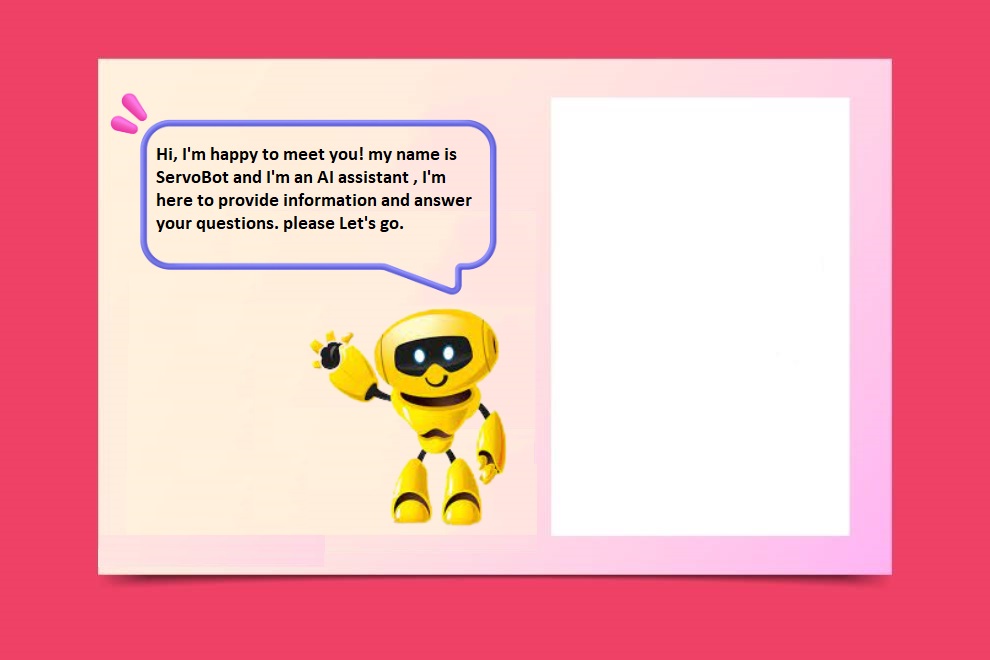 Hi, I'm happy to meet you! my name is
ServoBot and I'm an AI assistant , I'm
here to provide information and answer
your questions. please Let's go.